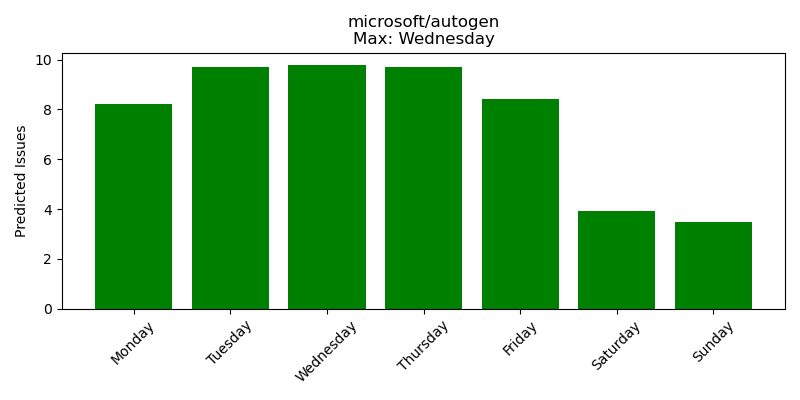 microsoft/autogen
Max: Wednesday
Predicted Issues
10
8
6
4
2
0
Monday
Tuesday
Wednesday
Thursday
Friday
Saturday
Sunday